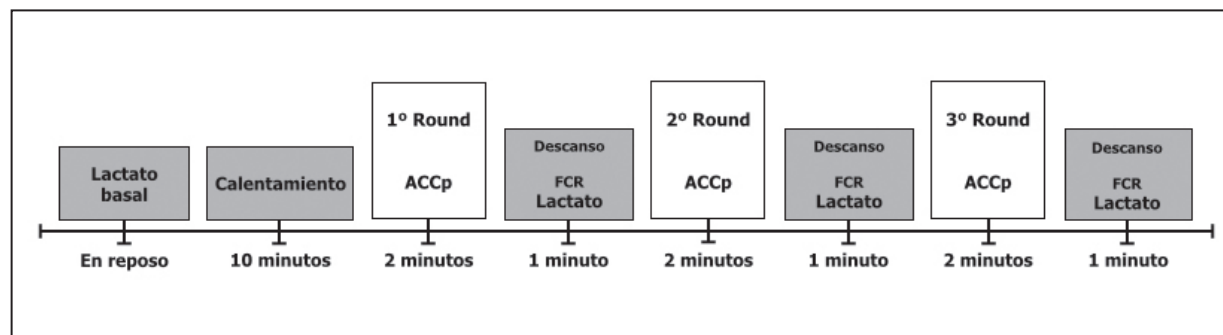 Lactato
basal
Calentamiento
1º Round
ACCp
Descanso
FCR
Lactato
2º Round
ACCp
Descanso
FCR
Lactato
3º Round
ACCp
Descanso
FCR
Lactato
En reposo
10 minutos
2 minutos
1 minuto
2 minutos
1 minuto
2 minutos
1 minuto